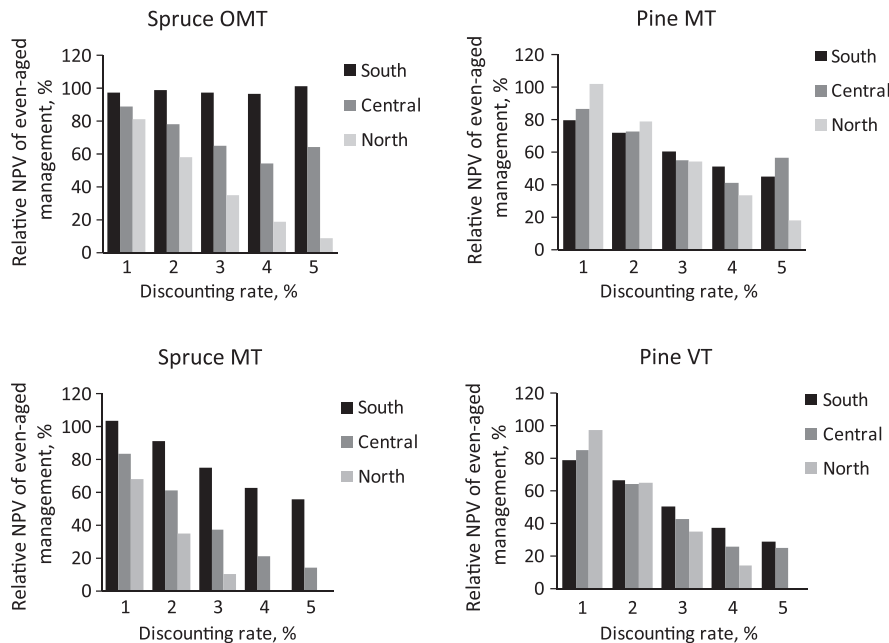 Spruce OMT
Relative NPV of even-aged
management, %
120
100
80
60
40
20
0
1 2 3 4 5
Discounting rate, %
South
Central
North
Pine MT
Relative NPV of even-aged
management, %
120
100
80
60
40
20
0
1 2 3 4 5
Discounting rate, %
South
Central
North
Spruce MT
Relative NPV of even-aged
management, %
120
100
80
60
40
20
0
1 2 3 4 5
Discounting rate, %
South
Central
North
Pine VT
Relative NPV of even-aged
management, %
120
100
80
60
40
20
0
1 2 3 4 5
Discounting rate, %
South
Central
North